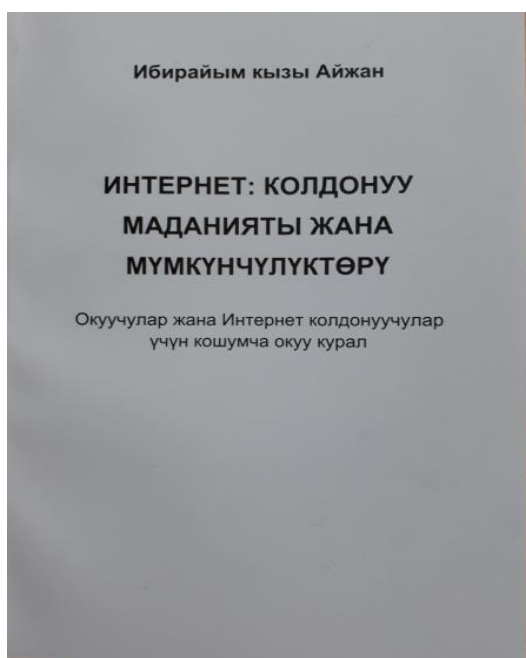 Ибирайым кызы Айжан
ИНТЕРНЕТ: КОЛДОНУУ
МАДАНИЯТЫ ЖАНА
МҮМКҮНЧҮЛҮКТӨРҮ
Окуучулар жана Интернет колдонуучулар
үчүн кошумча окуу курал